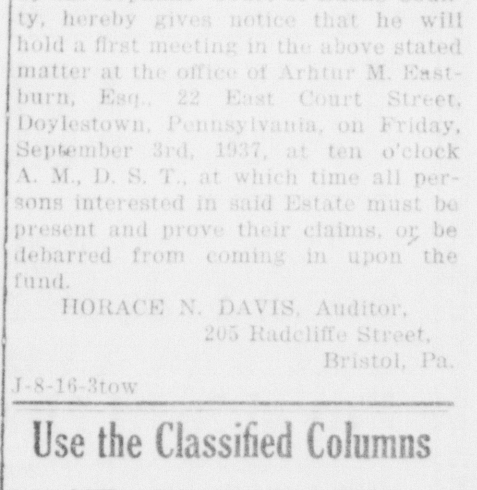 ty, hereby gives notice that he will
hold a first meeting in the above stated
matter at the office of Arhtur M. East-
burn, Esq., 22 East Court Street,
Doylestown, Pennsylvania, on Friday,
September 3rd, 1937, at ten o'clock
A. M., D. S. T., at which time all per-
sons interested in said Estate must be
present and prove their claims, or be
debarred from coming in upon the
fund.
HORACE N. DAVIS, Auditor,
205 Radcliffe Street,
Bristol, Pa.
J-8-16-3tow
Use the Classified Columns